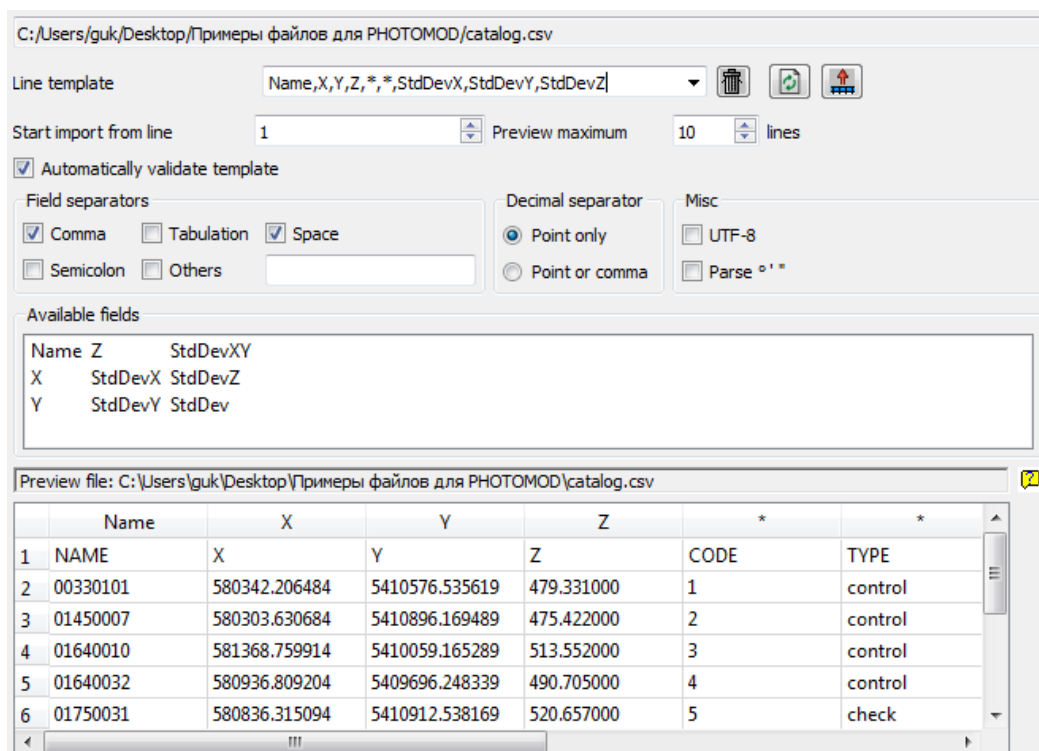 C:/Users/guk/Desktop/Примеры файлов для PHOTOMOD/catalog.csv
Line template Name,X,Y,Z,*,*,StdDevX,StdDevY,StdDevZ
Start import from line 1 Preview maximum 10 lines
Automatically validate template
Field separators Decimal separator Misc
Comma Tabulation Space Point only UTF-8
Semicolon Others Point or comma Parse ° ' "
Available fields
Name Z StdDevXY
X StdDevX StdDevZ
Y StdDevY StdDev
Preview file: C:\Users\guk\Desktop\Примеры файлов для PHOTOMOD\catalog.csv
Name X Y Z * *
1 NAME X Y Z CODE TYPE
2 00330101 580342.206484 5410576.535619 479.331000 1 control
3 01450007 580303.630684 5410896.169489 475.422000 2 control
4 01640010 581368.759914 5410059.165289 513.552000 3 control
5 01640032 580936.809204 5409696.248339 490.705000 4 control
6 01750031 580836.315094 5410912.538169 520.657000 5 check